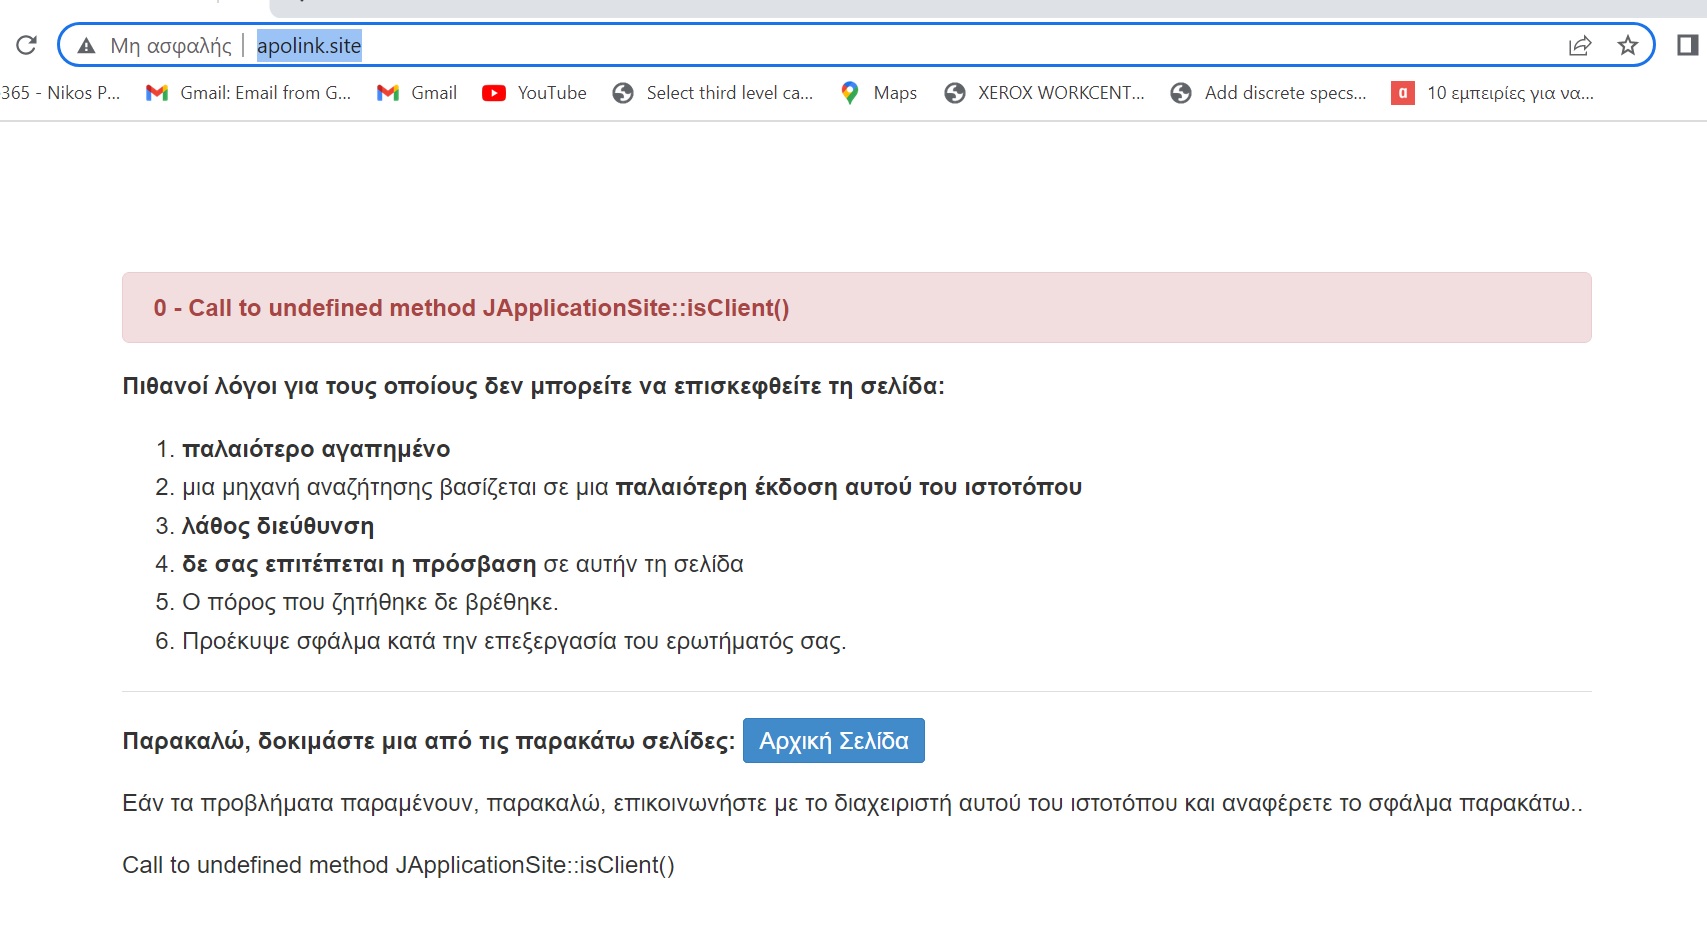 Μη ασφαλής | apolink.site
365 - Nikos P... Gmail: Email from G... Gmail YouTube Select third level ca... Maps XEROX WORKCENT... Add discrete specs... 10 εμπειρίες για να...
0 - Call to undefined method JApplicationSite::isClient()
Πιθανοί λόγοι για τους οποίους δεν μπορείτε να επισκεφθείτε τη σελίδα:
1. παλαιότερο αγαπημένο
2. μια μηχανή αναζήτησης βασίζεται σε μια παλαιότερη έκδοση αυτού του ιστοτόπου
3. λάθος διεύθυνση
4. δε σας επιτέπεται η πρόσβαση σε αυτήν τη σελίδα
5. Ο πόρος που ζητήθηκε δε βρέθηκε.
6. Προέκυψε σφάλμα κατά την επεξεργασία του ερωτήματός σας.
Παρακαλώ, δοκιμάστε μια από τις παρακάτω σελίδες: Αρχική Σελίδα
Εάν τα προβλήματα παραμένουν, παρακαλώ, επικοινωνήστε με το διαχειριστή αυτού του ιστοτόπου και αναφέρετε το σφάλμα παρακάτω..
Call to undefined method JApplicationSite::isClient()